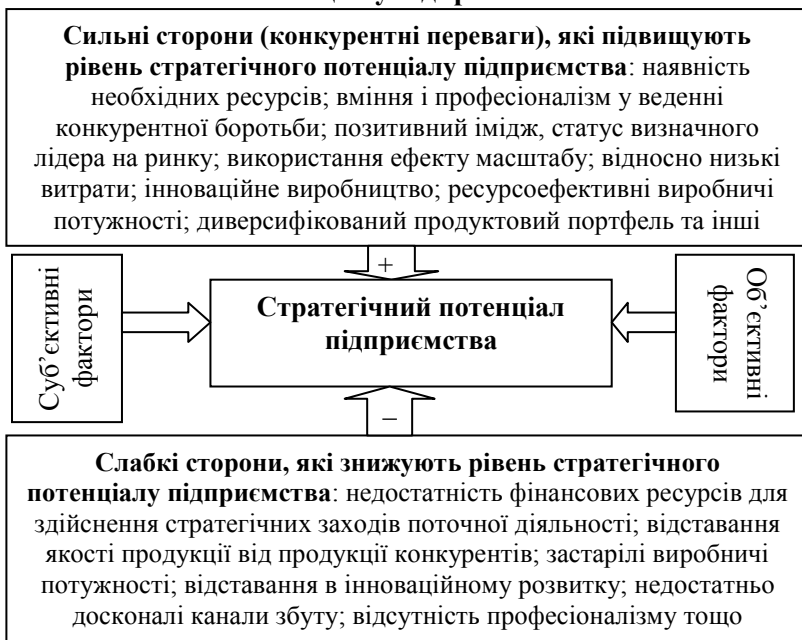 Сильні сторони (конкурентні переваги), які підвищують
рівень стратегічного потенціалу підприємства: наявність
необхідних ресурсів; вміння і професіоналізм у веденні
конкурентної боротьби; позитивний імідж, статус визначного
лідера на ринку; використання ефекту масштабу; відносно низькі
витрати; інноваційне виробництво; ресурсоефективні виробничі
потужності; диверсифікований продуктовий портфель та інші
+
Суб’єктивні
фактори
Стратегічний потенціал
підприємства
Об’єктивні
фактори
–
Слабкі сторони, які знижують рівень стратегічного
потенціалу підприємства: недостатність фінансових ресурсів для
здійснення стратегічних заходів поточної діяльності; відставання
якості продукції від продукції конкурентів; застарілі виробничі
потужності; відставання в інноваційному розвитку; недостатньо
досконалі канали збуту; відсутність професіоналізму тощо